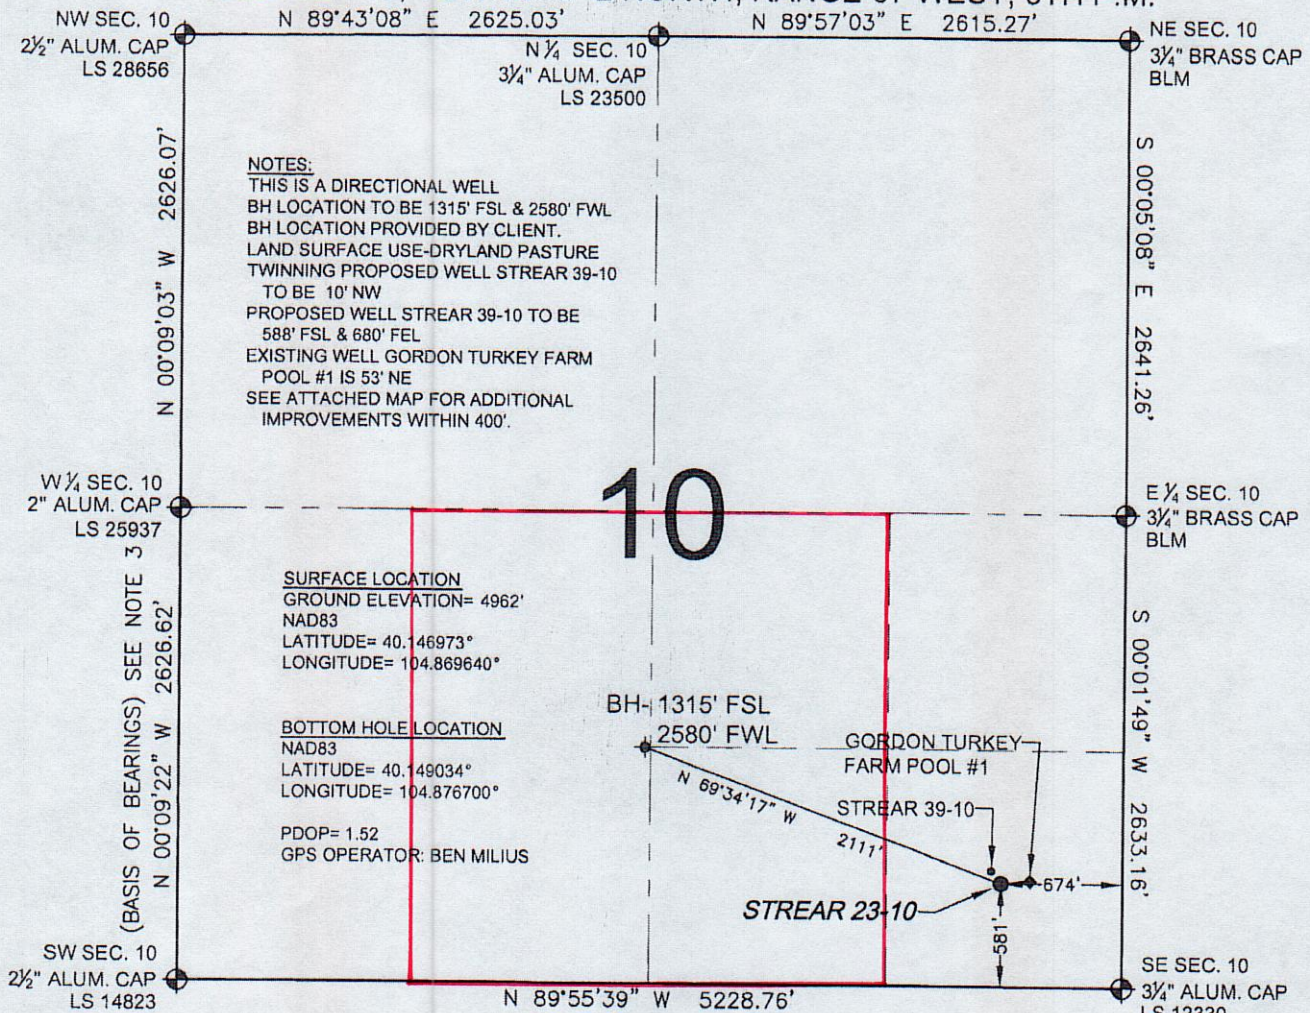 N 89°43'08" E 2625.03'
RANGE 67 WEST, 6TH P.M.
N 89°57'03" E 2615.27'
NW SEC. 10
2½" ALUM. CAP
LS 28656
N ¼ SEC. 10
3¼" ALUM. CAP
LS 23500
NE SEC. 10
3¼" BRASS CAP
BLM
N 00°09'03" W 2626.07'
S 00°05'08" E 2641.26'
NOTES:
THIS IS A DIRECTIONAL WELL
BH LOCATION TO BE 1315' FSL & 2580' FWL
BH LOCATION PROVIDED BY CLIENT.
LAND SURFACE USE-DRYLAND PASTURE
TWINNING PROPOSED WELL STREAR 39-10
TO BE 10' NW
PROPOSED WELL STREAR 39-10 TO BE
588' FSL & 680' FEL
EXISTING WELL GORDON TURKEY FARM
POOL #1 IS 53' NE
SEE ATTACHED MAP FOR ADDITIONAL
IMPROVEMENTS WITHIN 400'.
W ¼ SEC. 10
2" ALUM. CAP
LS 25937
10
E ¼ SEC. 10
3¼" BRASS CAP
BLM
(BASIS OF BEARINGS) SEE NOTE 3
N 00°09'22" W 2626.62'
SURFACE LOCATION
GROUND ELEVATION= 4962'
NAD83
LATITUDE= 40.146973°
LONGITUDE= 104.869640°
BOTTOM HOLE LOCATION
NAD83
LATITUDE= 40.149034°
LONGITUDE= 104.876700°
PDOP= 1.52
GPS OPERATOR: BEN MILIUS
BH- 1315' FSL
2580' FWL
N 69°34'17" W 2111'
GORDON TURKEY
FARM POOL #1
STREAR 39-10
STREAR 23-10
674'
581'
S 00°01'49" W 2633.16'
SW SEC. 10
2½" ALUM. CAP
LS 14823
N 89°55'39" W 5228.76'
SE SEC. 10
3¼" ALUM. CAP
LS 12330